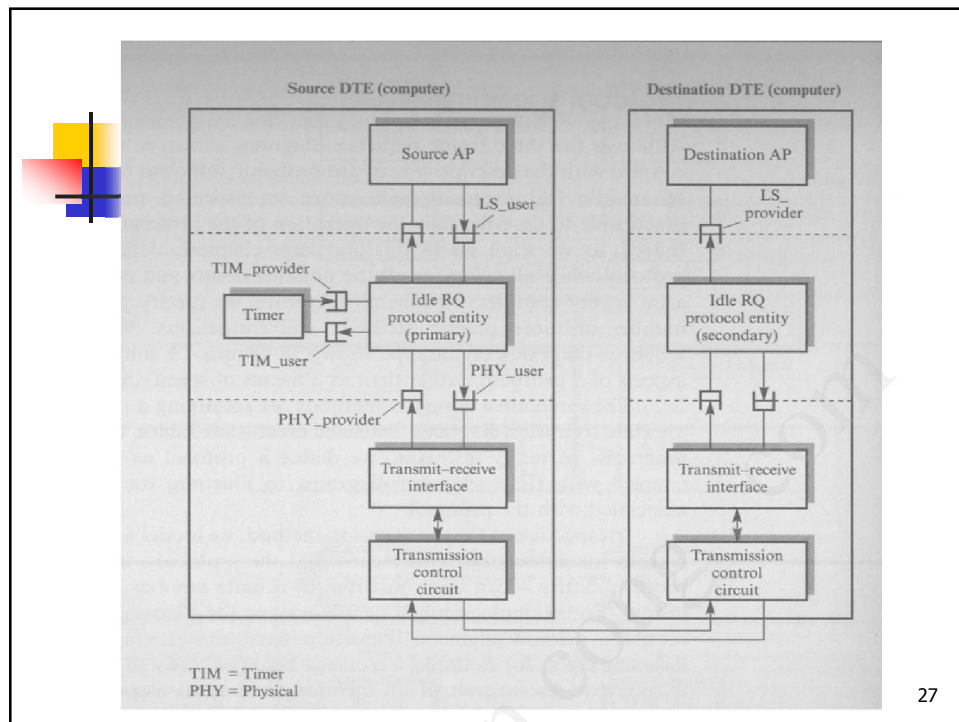 Source DTE (computer)
Destination DTE (computer)
Source AP
Destination AP
LS_user
LS_
provider
TIM_provider
Timer
Idle RQ
protocol entity
(primary)
Idle RQ
protocol entity
(secondary)
TIM_user
PHY_user
PHY_provider
Transmit–receive
interface
Transmit–receive
interface
Transmission
control
circuit
Transmission
control
circuit
TIM = Timer
PHY = Physical
27